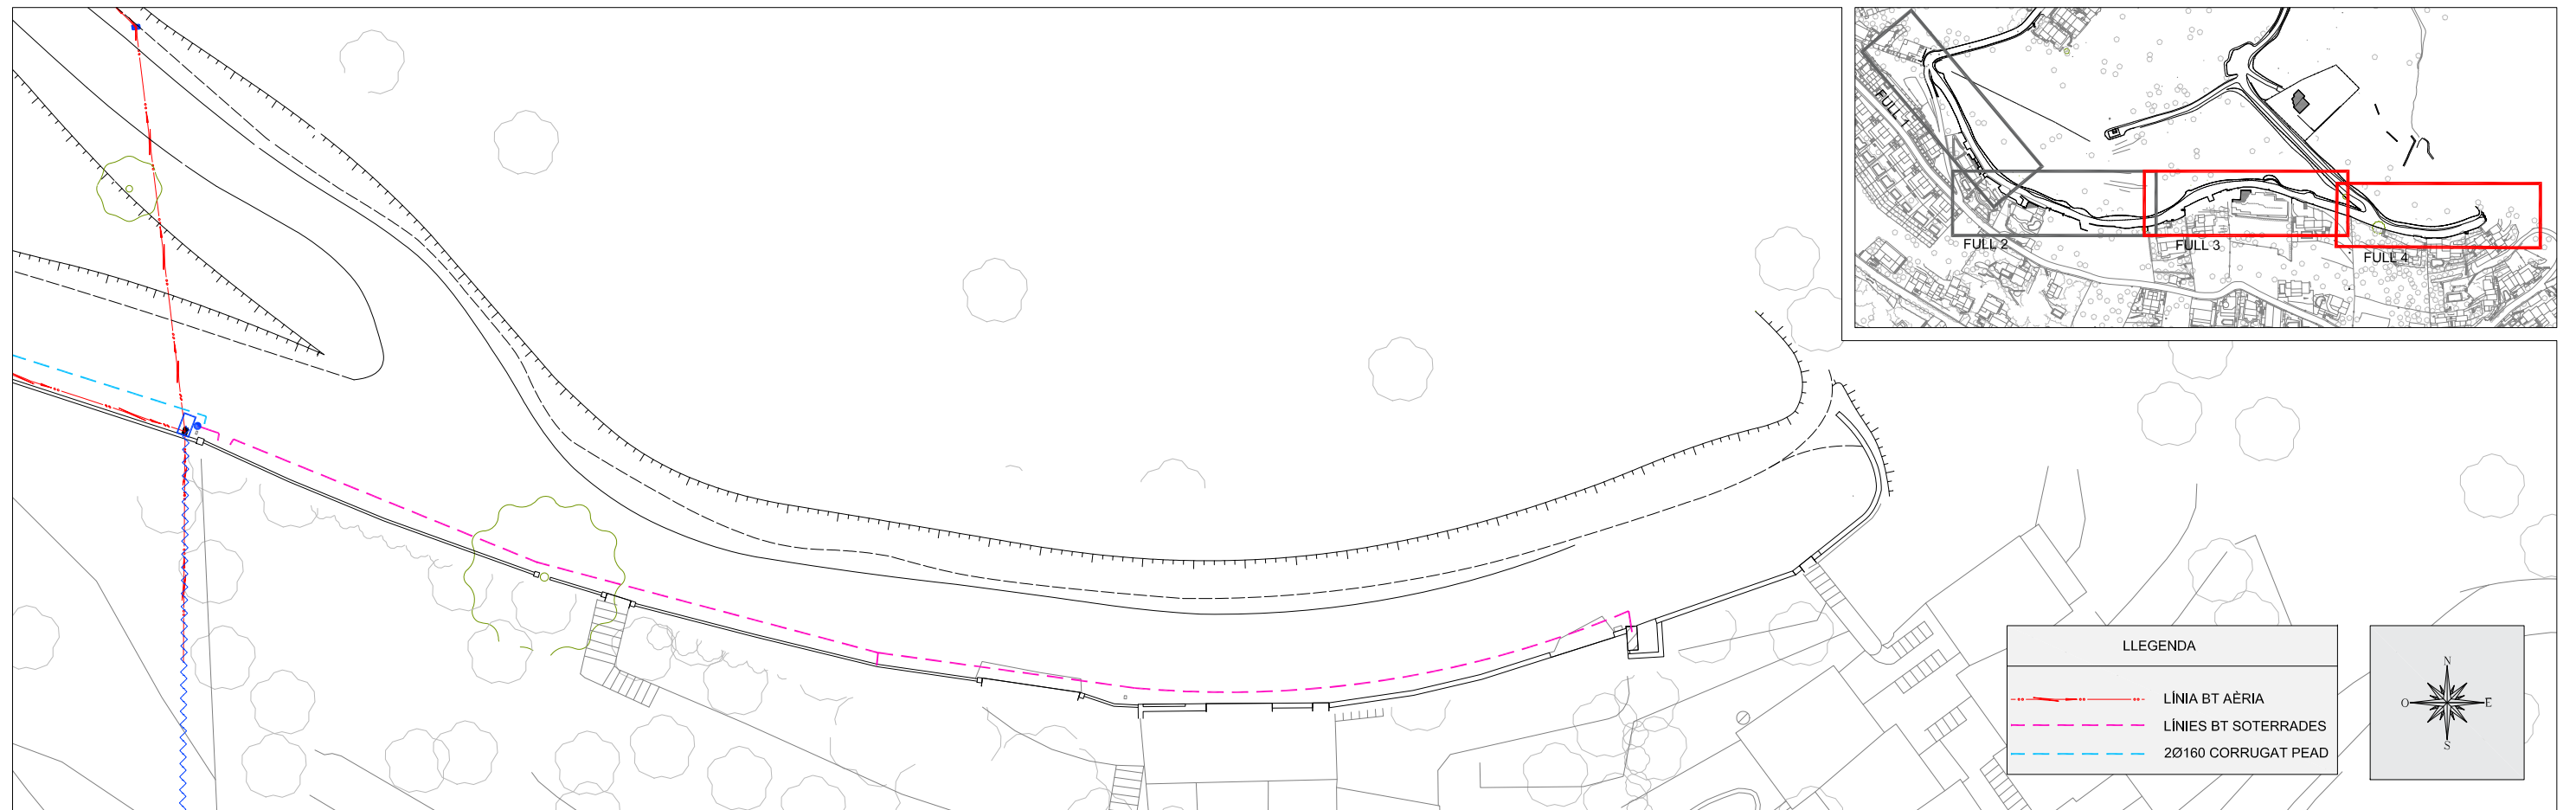 FULL 1
FULL 2
FULL 3
FULL 4
LLEGENDA
LÍNIA BT AÈRIA
LÍNIES BT SOTERRADES
2Ø160 CORRUGAT PEAD
N
O
E
S